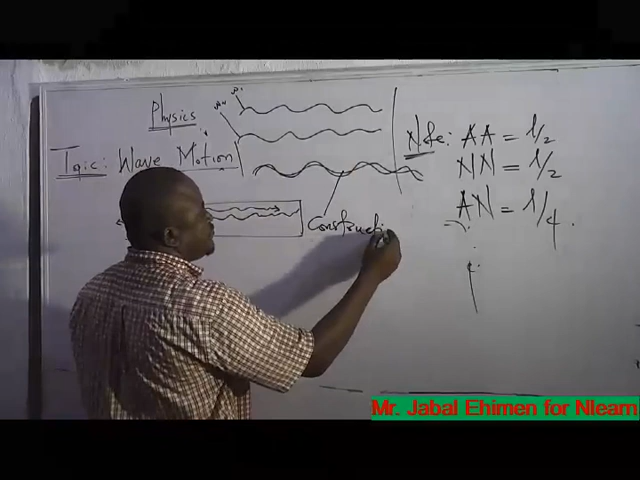 Physics
Topic: Wave Motion
Constructi
Note: AA = λ/2
NN = λ/2
AN = λ/4.
Mr. Jabal Ehimen for Nlearn